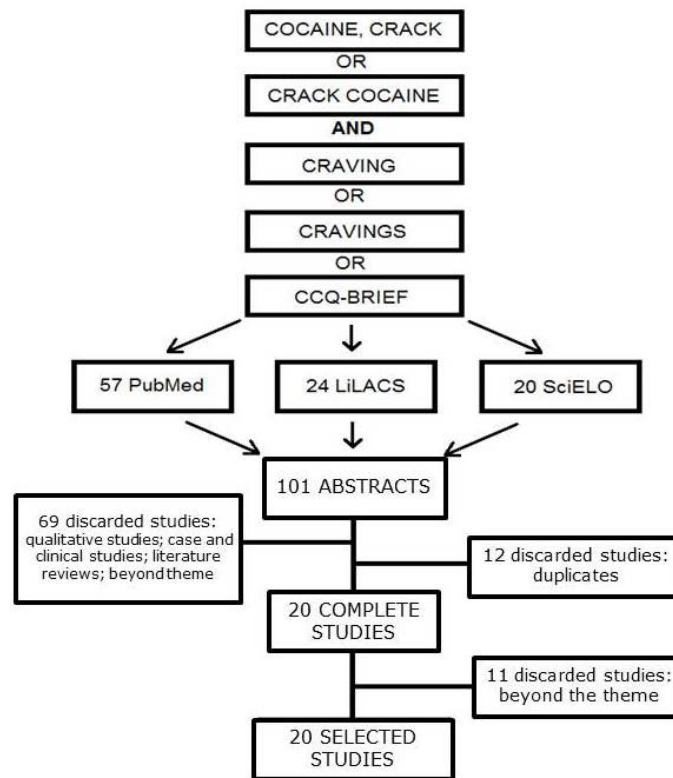 COCAINE, CRACK
OR
CRACK COCAINE
AND
CRAVING
OR
CRAVINGS
OR
CCQ-BRIEF
57 PubMed
24 LiLACS
20 SciELO
101 ABSTRACTS
69 discarded studies:
qualitative studies; case and
clinical studies; literature
reviews; beyond theme
12 discarded studies:
duplicates
20 COMPLETE
STUDIES
11 discarded studies:
beyond the theme
20 SELECTED
STUDIES